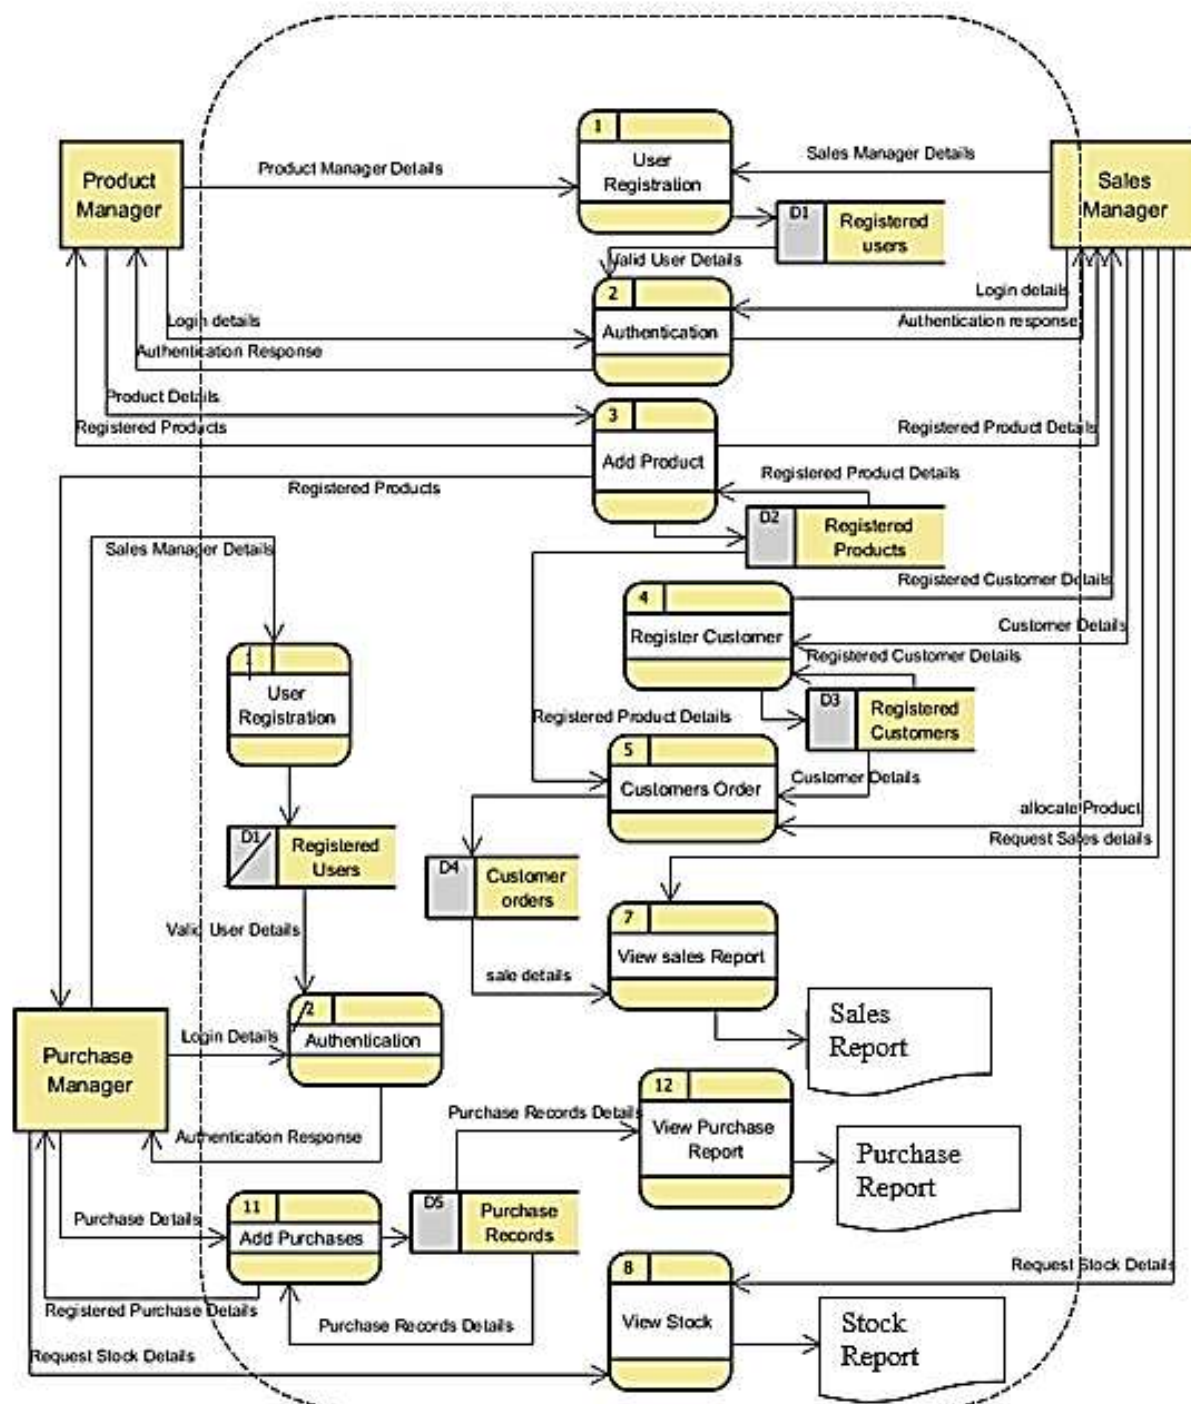 1
User
Registration
Product Manager Details
Sales Manager Details
Product
Manager
Sales
Manager
D1
Registered
users
Valid User Details
2
Authentication
Login details
Authentication Response
Login details
Authentication response
Product Details
Registered Products
3
Add Product
Registered Product Details
Registered Products
Registered Product Details
D2
Registered
Products
Sales Manager Details
Registered Customer Details
4
Register Customer
Customer Details
Registered Customer Details
1
User
Registration
D3
Registered
Customers
Registered Product Details
5
Customers Order
Customer Details
allocate Product
Request Sales details
D1
Registered
Users
D4
Customer
orders
Valid User Details
7
View sales Report
sale details
Sales
Report
2
Authentication
Login Details
Purchase
Manager
Authentication Response
12
View Purchase
Report
Purchase Records Details
Purchase
Report
11
Add Purchases
Purchase Details
D5
Purchase
Records
Registered Purchase Details
Purchase Records Details
8
View Stock
Request Stock Details
Request Stock Details
Stock
Report